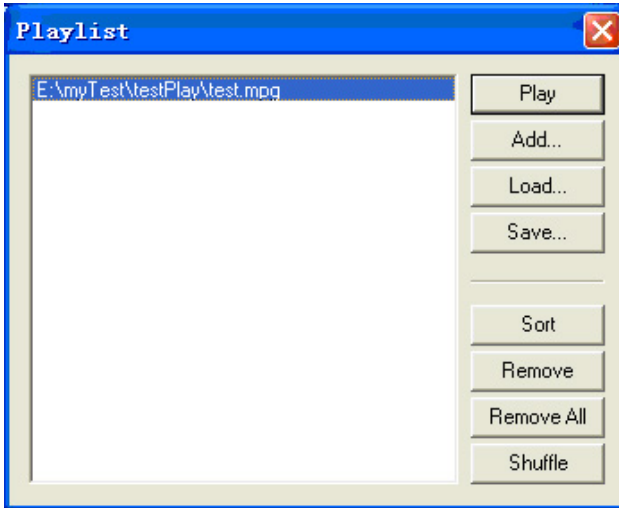 Playlist
E:\myTest\testPlay\test.mpg
Play
Add...
Load...
Save...
Sort
Remove
Remove All
Shuffle